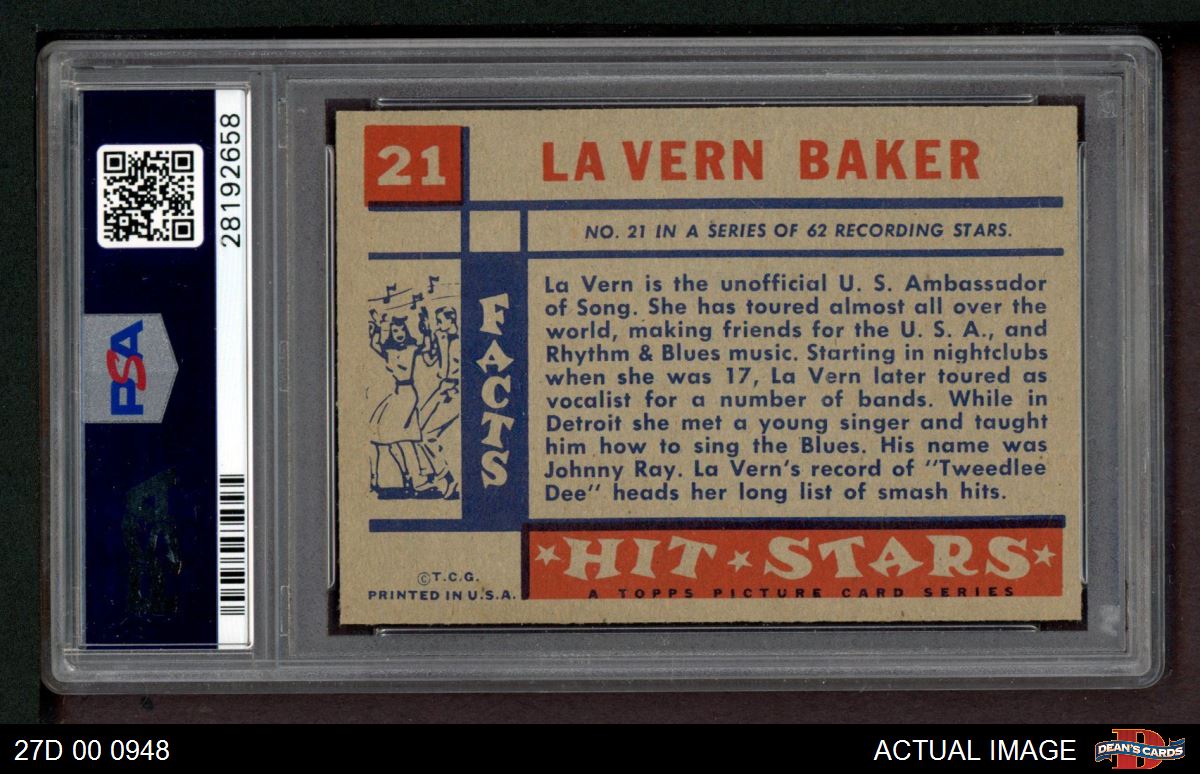 28192658
PSA
21
LA VERN BAKER
NO. 21 IN A SERIES OF 62 RECORDING STARS.
FACTS
La Vern is the unofficial U. S. Ambassador
of Song. She has toured almost all over the
world, making friends for the U. S. A., and
Rhythm & Blues music. Starting in nightclubs
when she was 17, La Vern later toured as
vocalist for a number of bands. While in
Detroit she met a young singer and taught
him how to sing the Blues. His name was
Johnny Ray. La Vern's record of "Tweedlee
Dee" heads her long list of smash hits.
HIT STARS
A TOPPS PICTURE CARD SERIES
©T.C.G.
PRINTED IN U.S.A.
27D 00 0948
ACTUAL IMAGE
DEAN'S CARDS